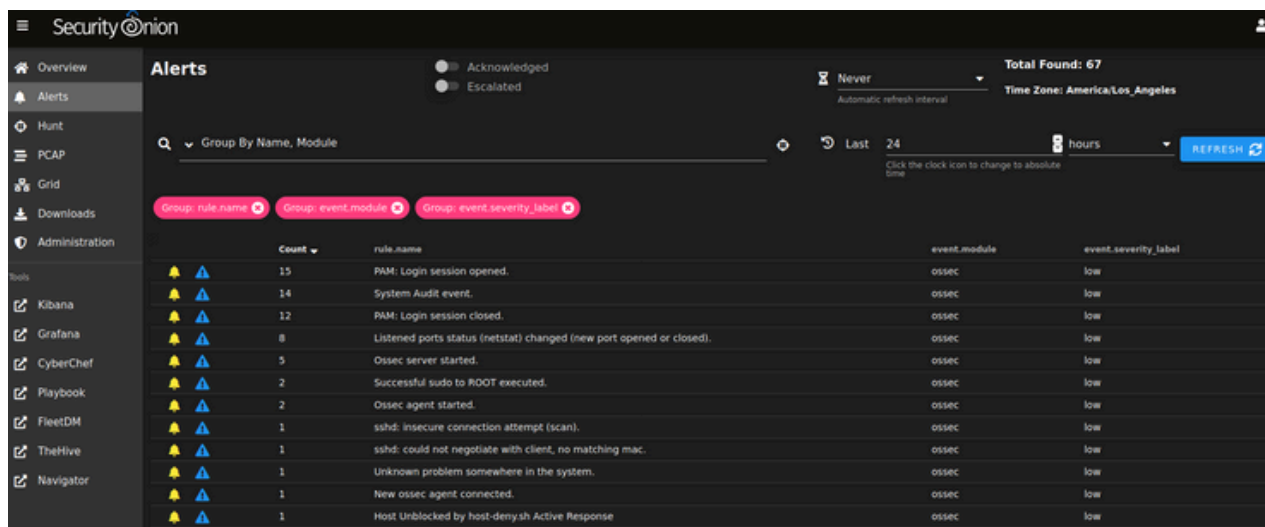 Security Onion
Overview
Alerts
Hunt
PCAP
Grid
Downloads
Administration
Tools
Kibana
Grafana
CyberChef
Playbook
FleetDM
TheHive
Navigator
Alerts
Acknowledged
Escalated
Never
Automatic refresh interval
Total Found: 67
Time Zone: America/Los_Angeles
Group By Name, Module
Last 24 hours
Click the clock icon to change to absolute
time
REFRESH
Group: rule.name Group: event.module Group: event.severity_label
Count rule.name event.module event.severity_label
15 PAM: Login session opened. ossec low
14 System Audit event. ossec low
12 PAM: Login session closed. ossec low
8 Listened ports status (netstat) changed (new port opened or closed). ossec low
5 Ossec server started. ossec low
2 Successful sudo to ROOT executed. ossec low
2 Ossec agent started. ossec low
1 sshd: insecure connection attempt (scan). ossec low
1 sshd: could not negotiate with client, no matching mac. ossec low
1 Unknown problem somewhere in the system. ossec low
1 New ossec agent connected. ossec low
1 Host Unblocked by host-deny.sh Active Response ossec low